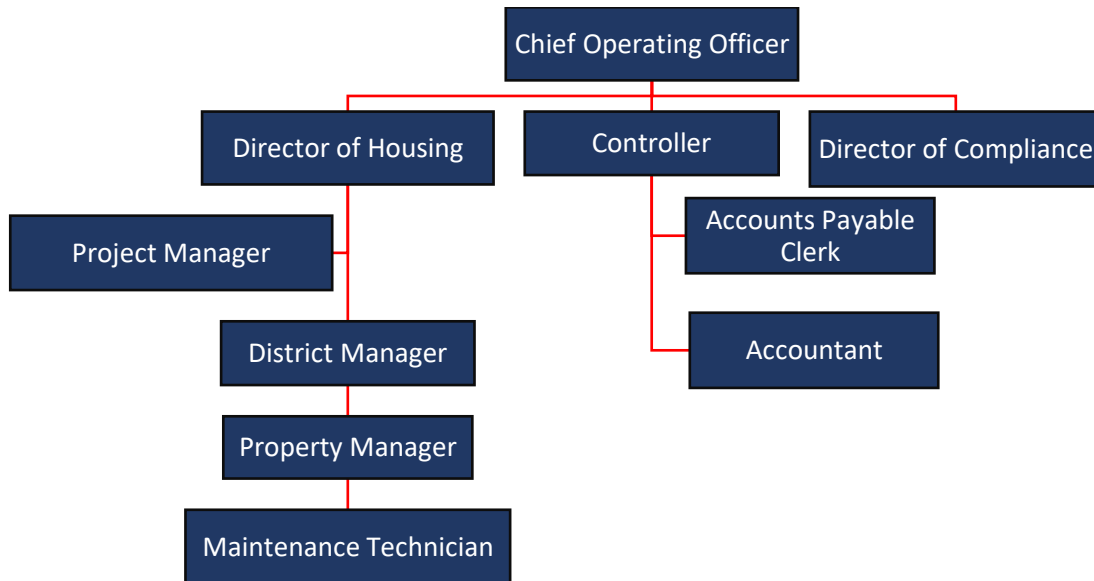 Chief Operating Officer
Director of Housing
Controller
Director of Compliance
Project Manager
Accounts Payable
Clerk
District Manager
Accountant
Property Manager
Maintenance Technician